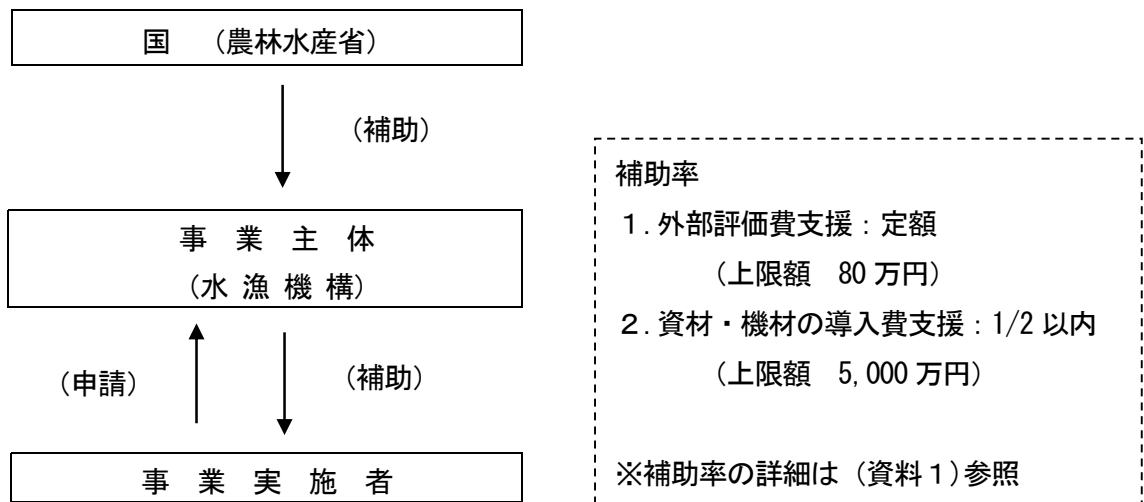 国 （農林水産省）
（補助）
事 業 主 体
（水 漁 機 構）
（申請）
（補助）
事 業 実 施 者
補助率
１．外部評価費支援：定額
（上限額 80 万円）
２．資材・機材の導入費支援：1/2 以内
（上限額 5,000 万円）
※補助率の詳細は（資料１）参照